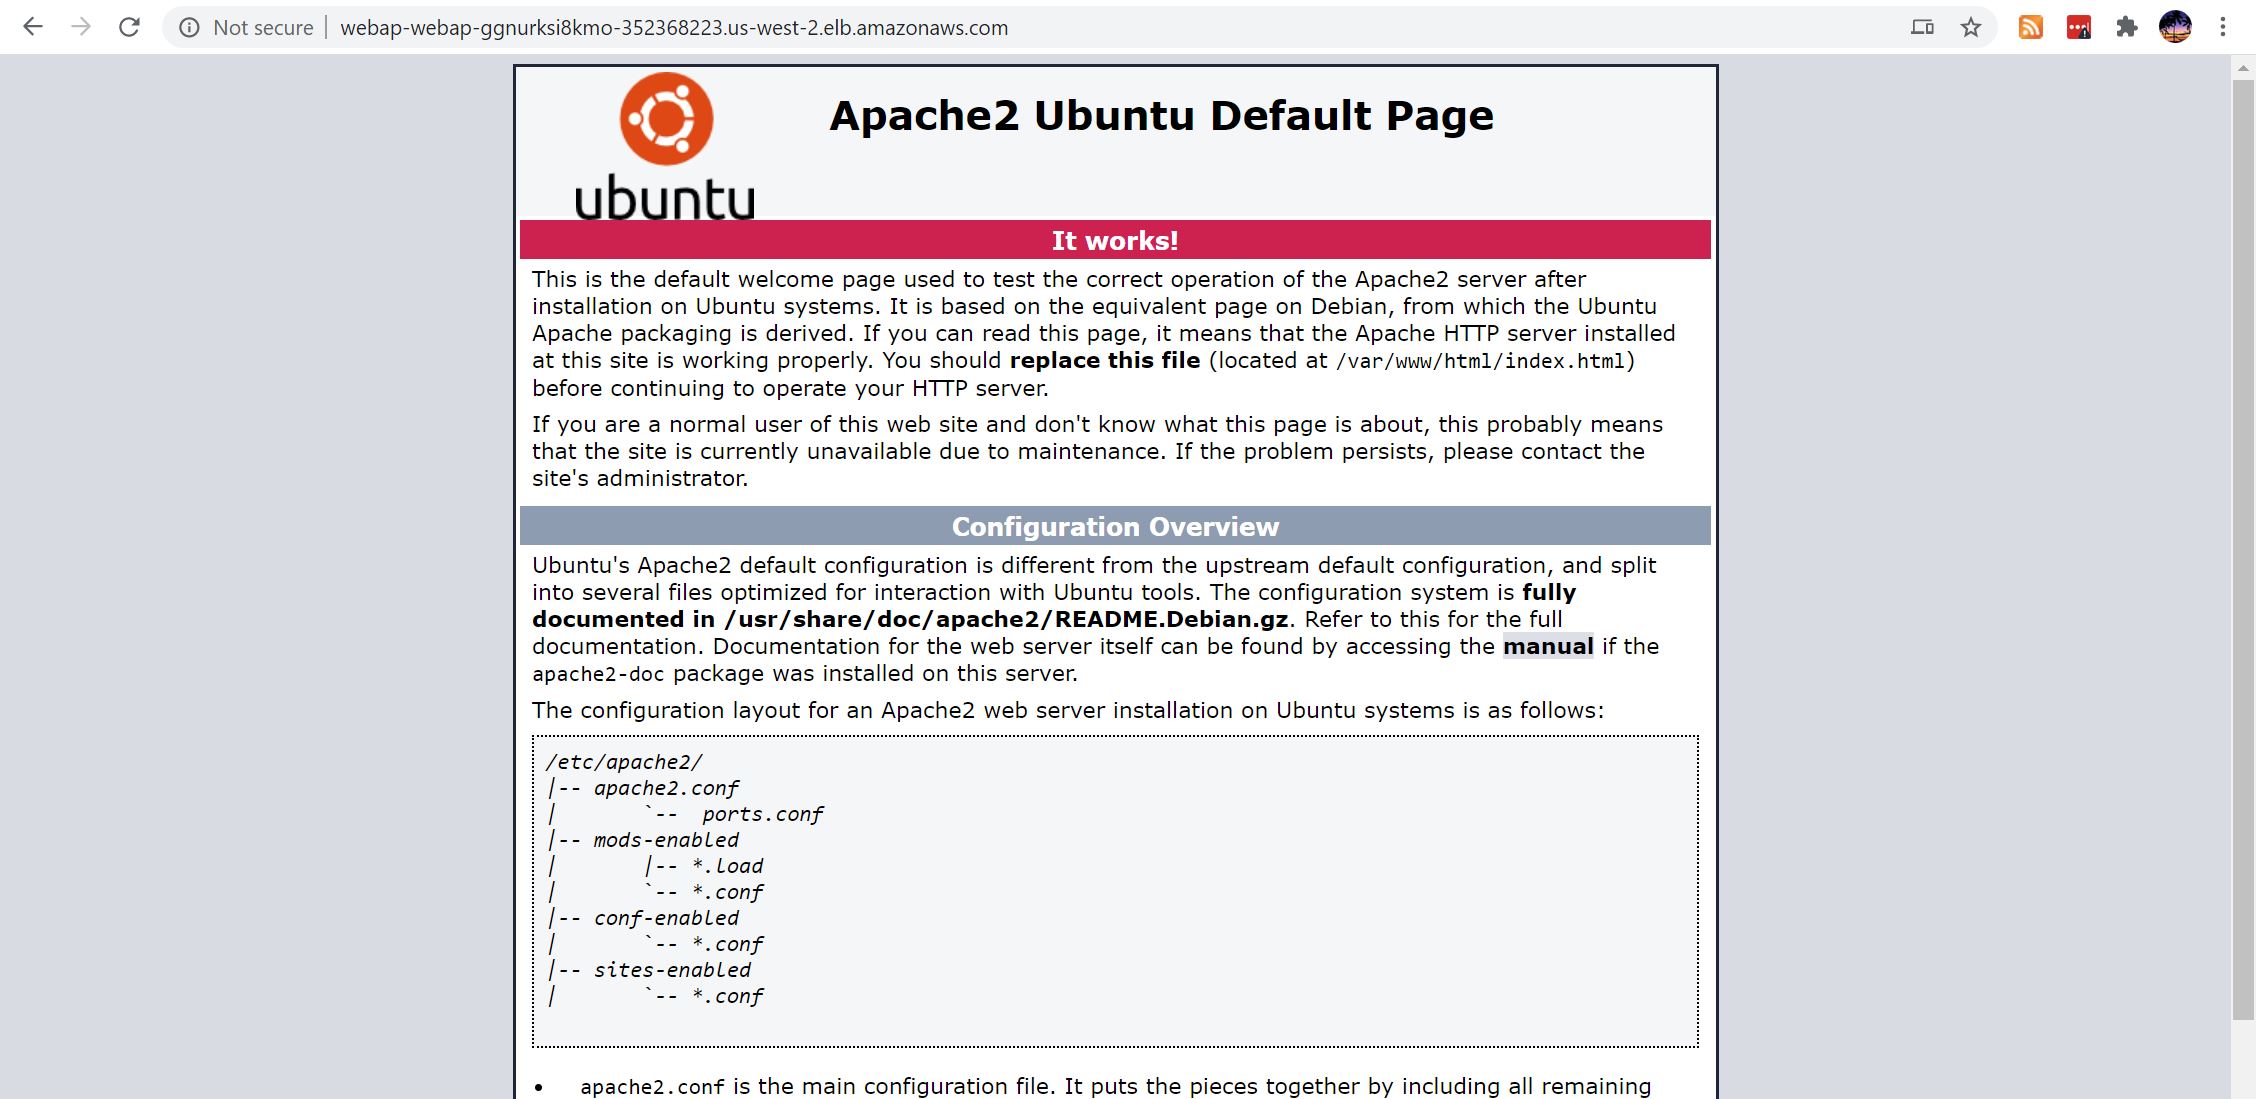 Not secure | webap-webap-ggnurksi8kmo-352368223.us-west-2.elb.amazonaws.com
ubuntu
Apache2 Ubuntu Default Page
It works!
This is the default welcome page used to test the correct operation of the Apache2 server after
installation on Ubuntu systems. It is based on the equivalent page on Debian, from which the Ubuntu
Apache packaging is derived. If you can read this page, it means that the Apache HTTP server installed
at this site is working properly. You should replace this file (located at /var/www/html/index.html)
before continuing to operate your HTTP server.
If you are a normal user of this web site and don't know what this page is about, this probably means
that the site is currently unavailable due to maintenance. If the problem persists, please contact the
site's administrator.
Configuration Overview
Ubuntu's Apache2 default configuration is different from the upstream default configuration, and split
into several files optimized for interaction with Ubuntu tools. The configuration system is fully
documented in /usr/share/doc/apache2/README.Debian.gz. Refer to this for the full
documentation. Documentation for the web server itself can be found by accessing the manual if the
apache2-doc package was installed on this server.
The configuration layout for an Apache2 web server installation on Ubuntu systems is as follows:
/etc/apache2/
|-- apache2.conf
|       `--  ports.conf
|-- mods-enabled
|       |-- *.load
|       `-- *.conf
|-- conf-enabled
|       `-- *.conf
|-- sites-enabled
|       `-- *.conf
• apache2.conf is the main configuration file. It puts the pieces together by including all remaining